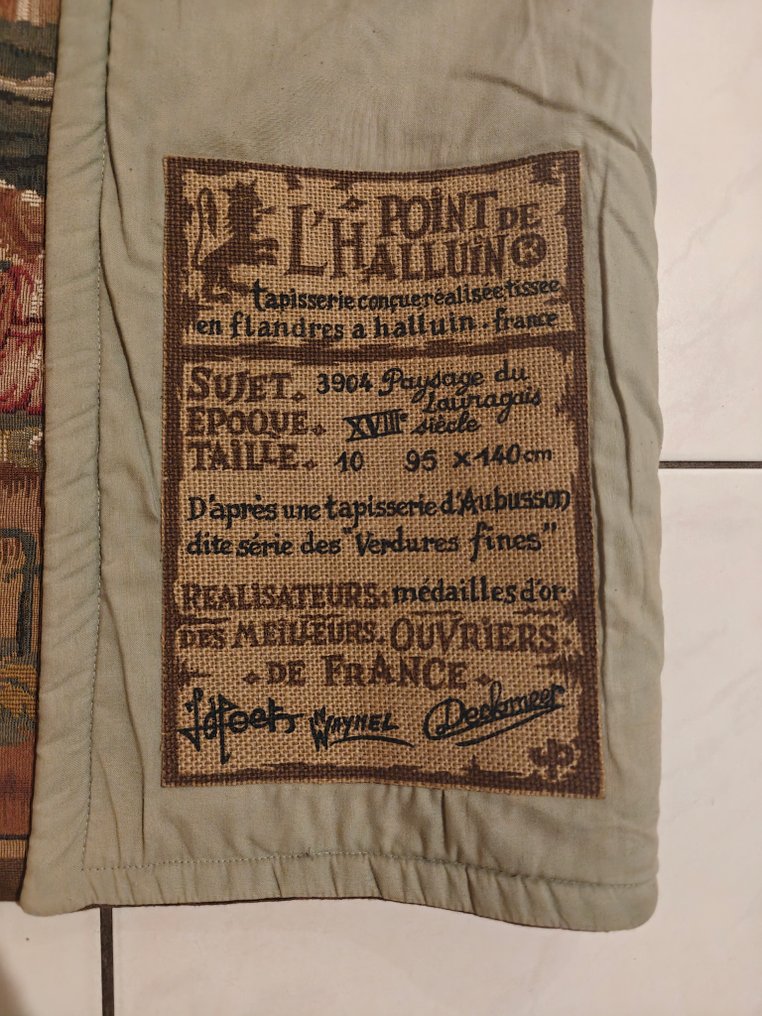 POINT DE
L'HALLUIN ®
tapisserie conçue, réalisée, tissée
en flandres a halluin . france
SUJET. 3904 Paysage du
Lauragais
EPOQUE. XVIIIe siècle
TAILLE. 10 95 x 140 cm
D'après une tapisserie d'Aubusson
dite série des "Verdures fines"
REALISATEURS: médailles d'or
DES MEILLEURS. OUVRIERS
DE FRANCE
WAYNEL